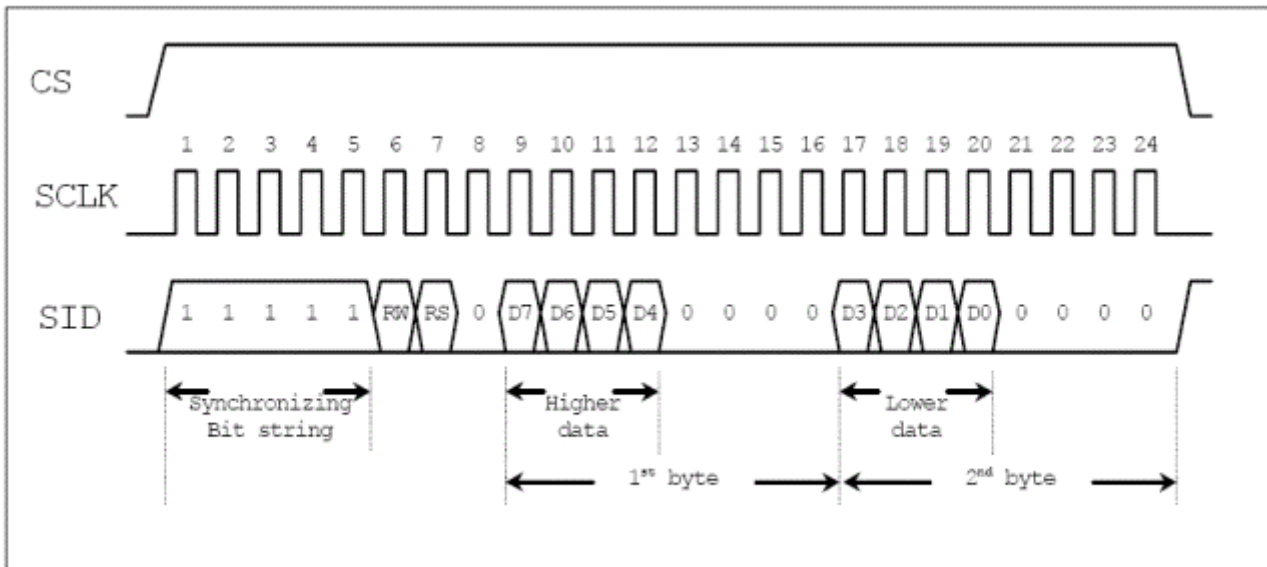 CS
1 2 3 4 5 6 7 8 9 10 11 12 13 14 15 16 17 18 19 20 21 22 23 24
SCLK
SID
1 1 1 1 1 RW RS 0 D7 D6 D5 D4 0 0 0 0 D3 D2 D1 D0 0 0 0 0
Synchronizing Higher Lower
Bit string data data
1st byte 2nd byte